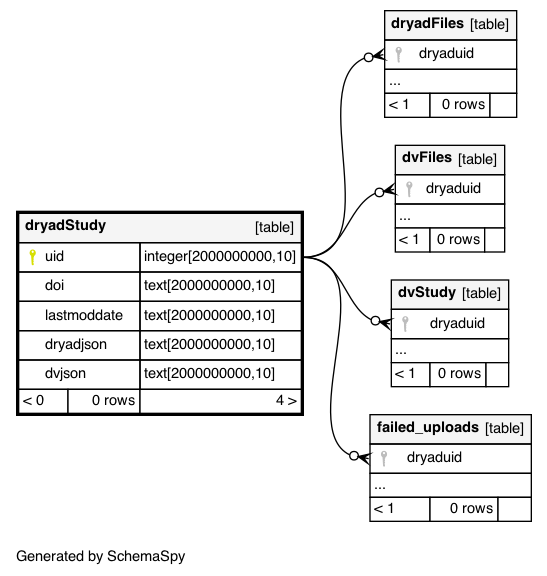 dryadFiles [table]
dryaduid
...
< 1 0 rows
dvFiles [table]
dryaduid
...
< 1 0 rows
dryadStudy [table]
uid integer[2000000000,10]
doi text[2000000000,10]
lastmoddate text[2000000000,10]
dryadjson text[2000000000,10]
dvjson text[2000000000,10]
< 0 0 rows 4 >
dvStudy [table]
dryaduid
...
< 1 0 rows
failed_uploads [table]
dryaduid
...
< 1 0 rows
Generated by SchemaSpy